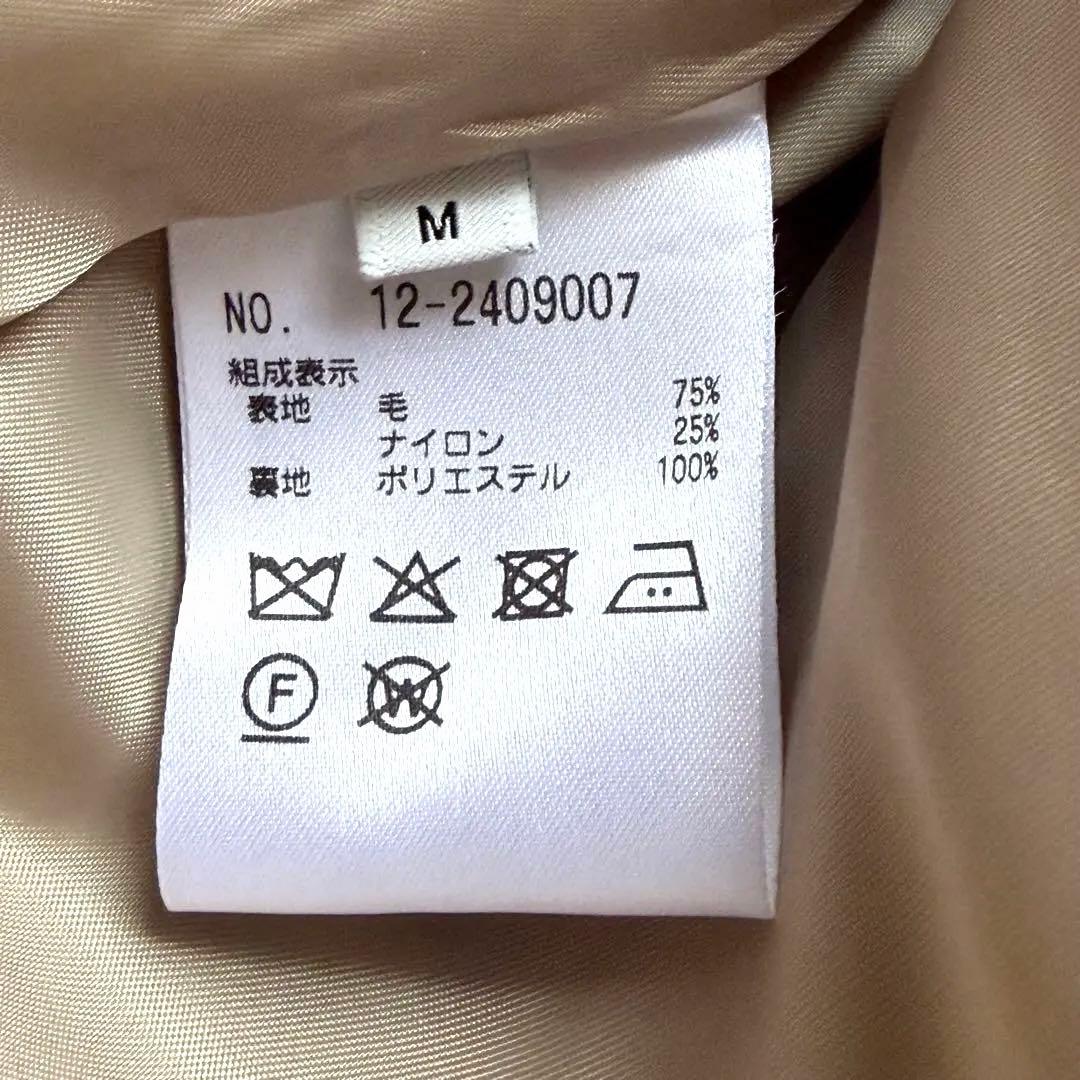 M
NO. 12-2409007
組成表示
表地 毛 75%
ナイロン 25%
裏地 ポリエステル 100%
F
W